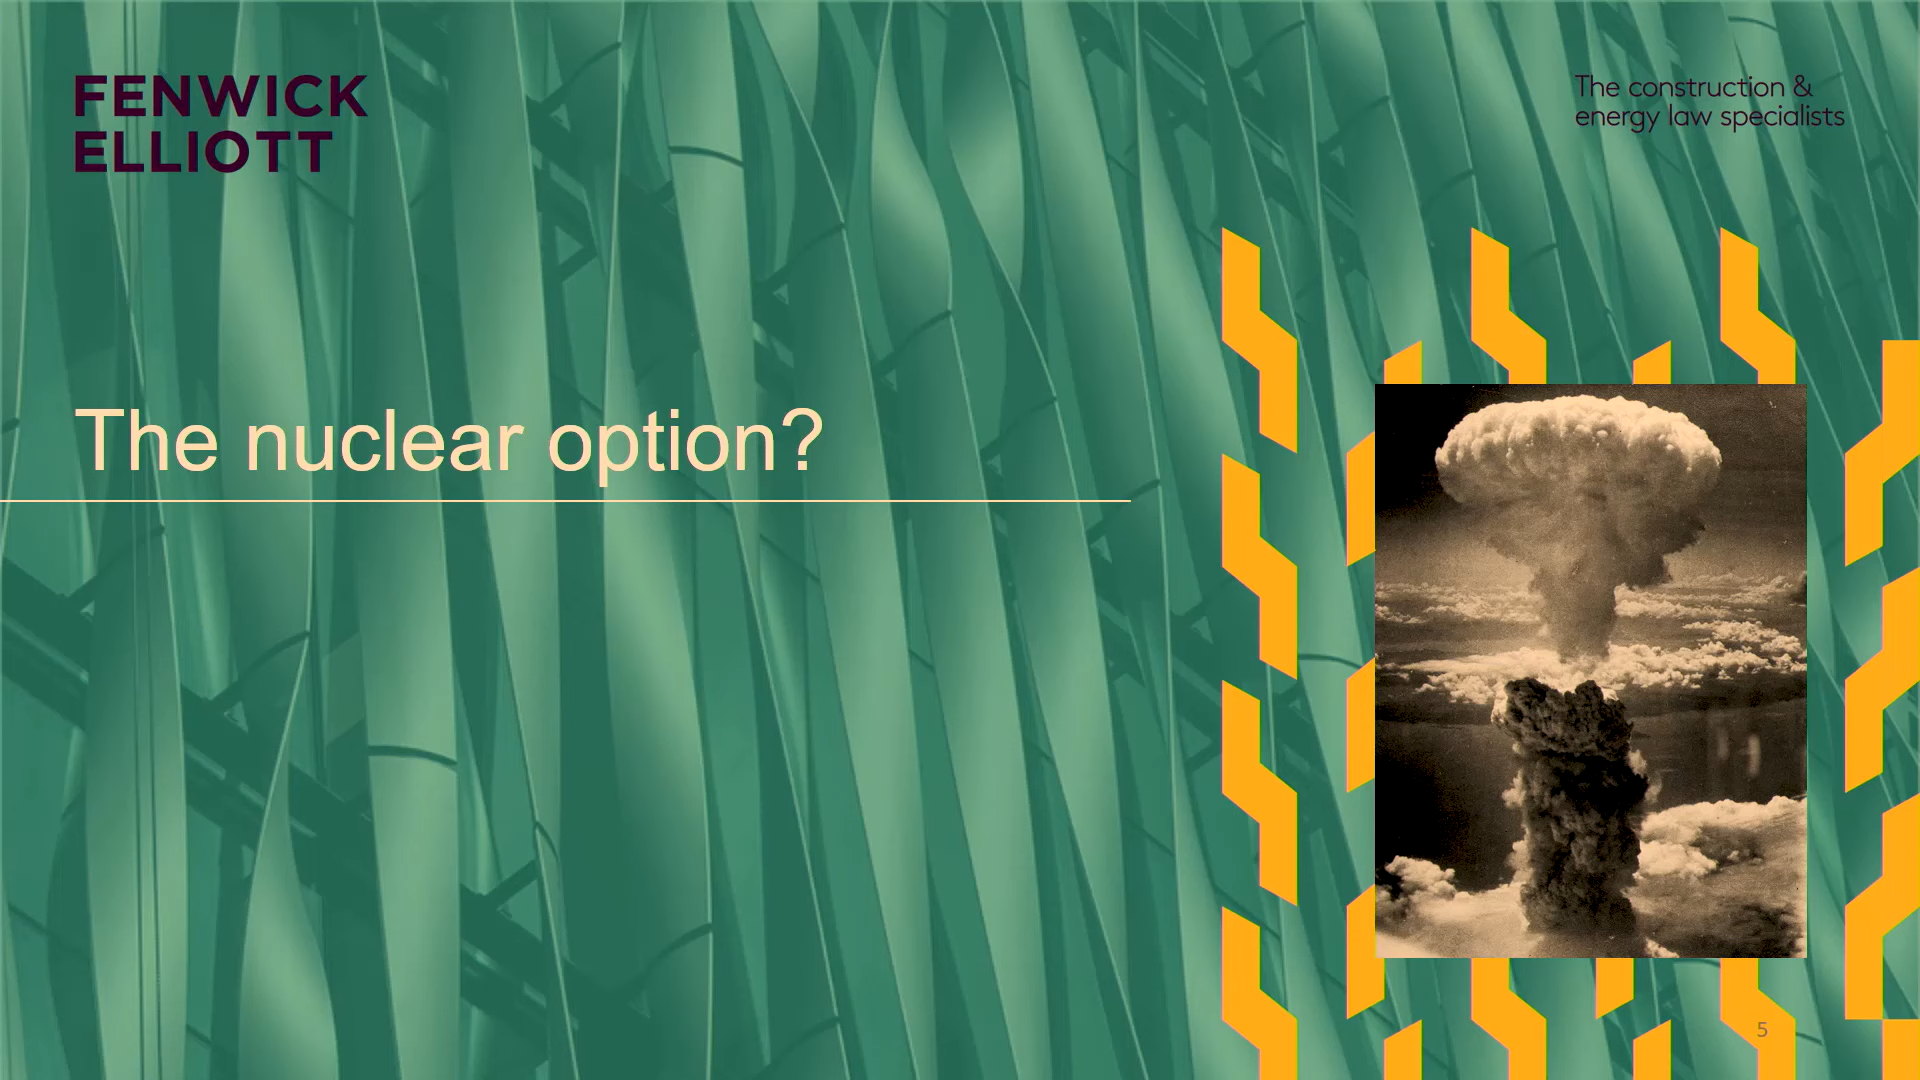 FENWICK
ELLIOTT
The construction &
energy law specialists
The nuclear option?
5